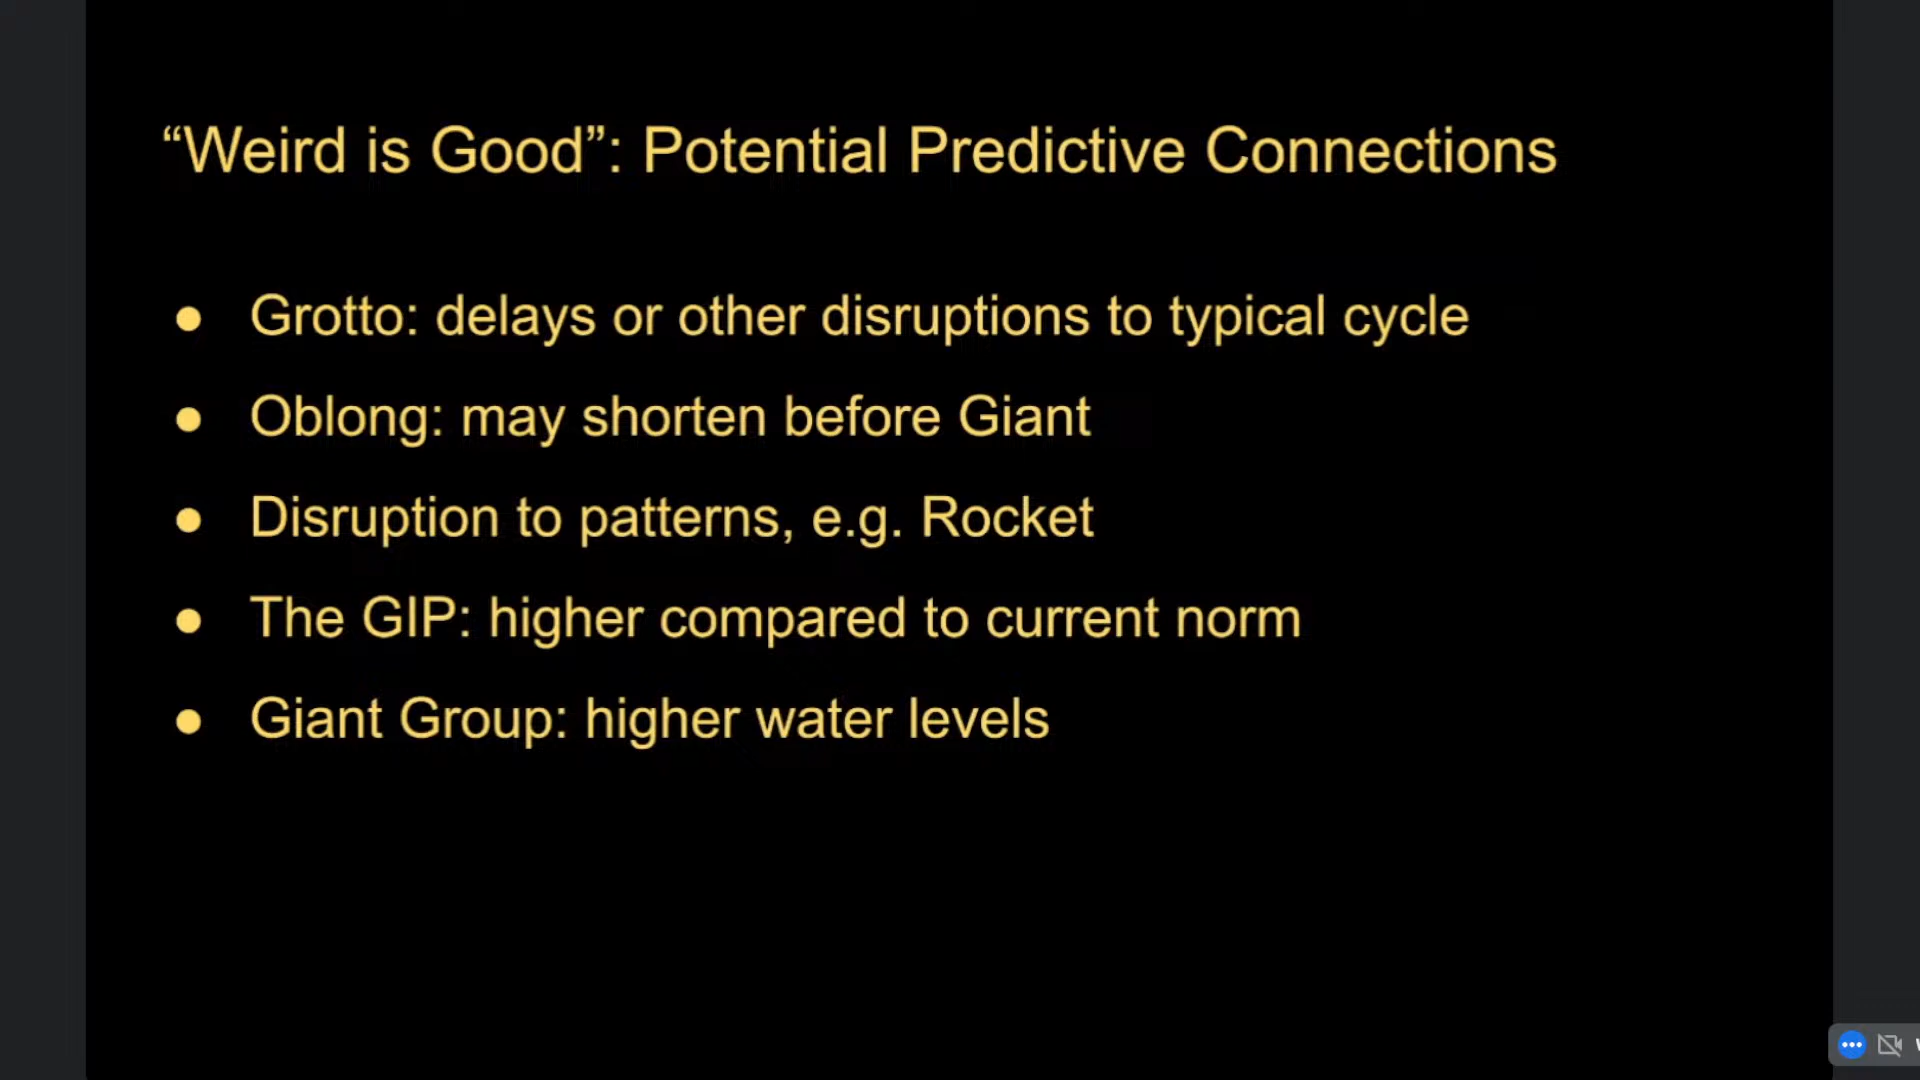 “Weird is Good”: Potential Predictive Connections
● Grotto: delays or other disruptions to typical cycle
● Oblong: may shorten before Giant
● Disruption to patterns, e.g. Rocket
● The GIP: higher compared to current norm
● Giant Group: higher water levels